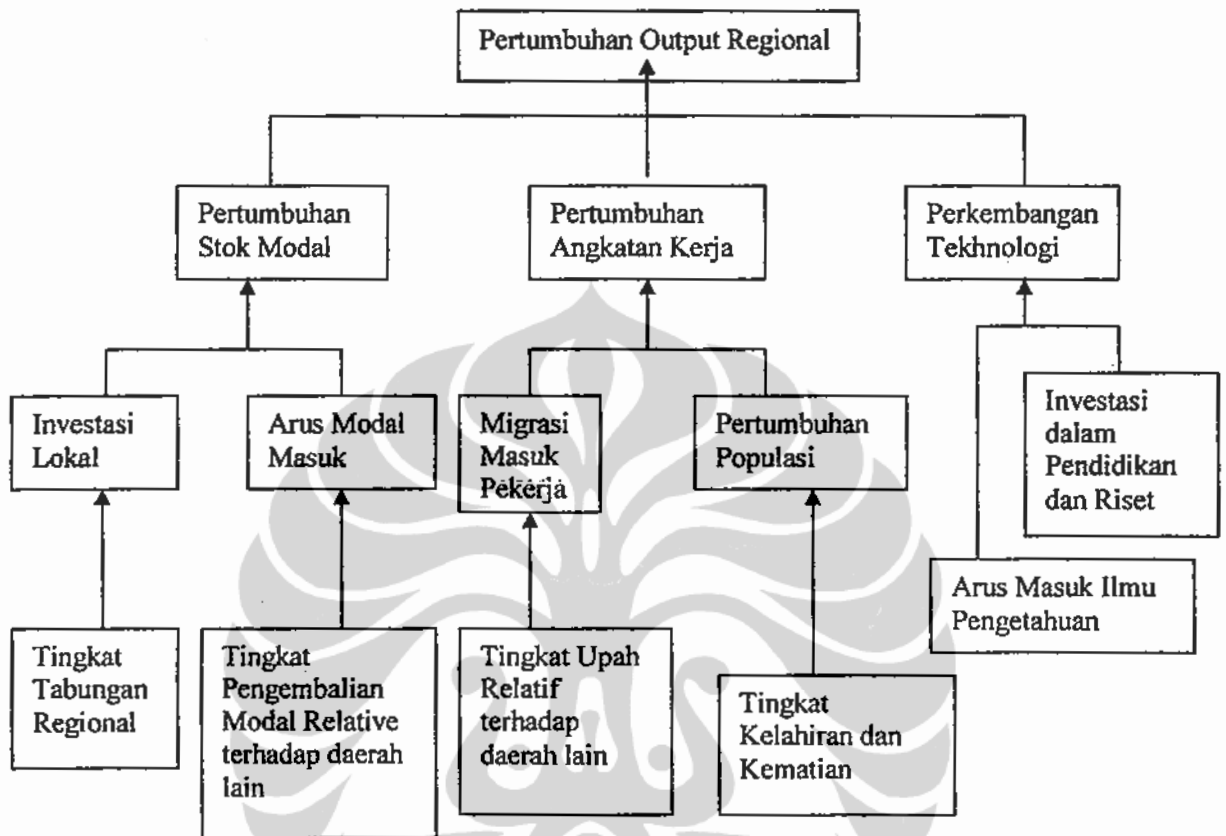 Pertumbuhan Output Regional
Pertumbuhan
Stok Modal
Pertumbuhan
Angkatan Kerja
Perkembangan
Tekhnologi
Investasi
Lokal
Arus Modal
Masuk
Migrasi
Masuk
Pekerja
Pertumbuhan
Populasi
Investasi
dalam
Pendidikan
dan Riset
Arus Masuk Ilmu
Pengetahuan
Tingkat
Tabungan
Regional
Tingkat
Pengembalian
Modal Relative
terhadap daerah
lain
Tingkat Upah
Relatif
terhadap
daerah lain
Tingkat
Kelahiran dan
Kematian